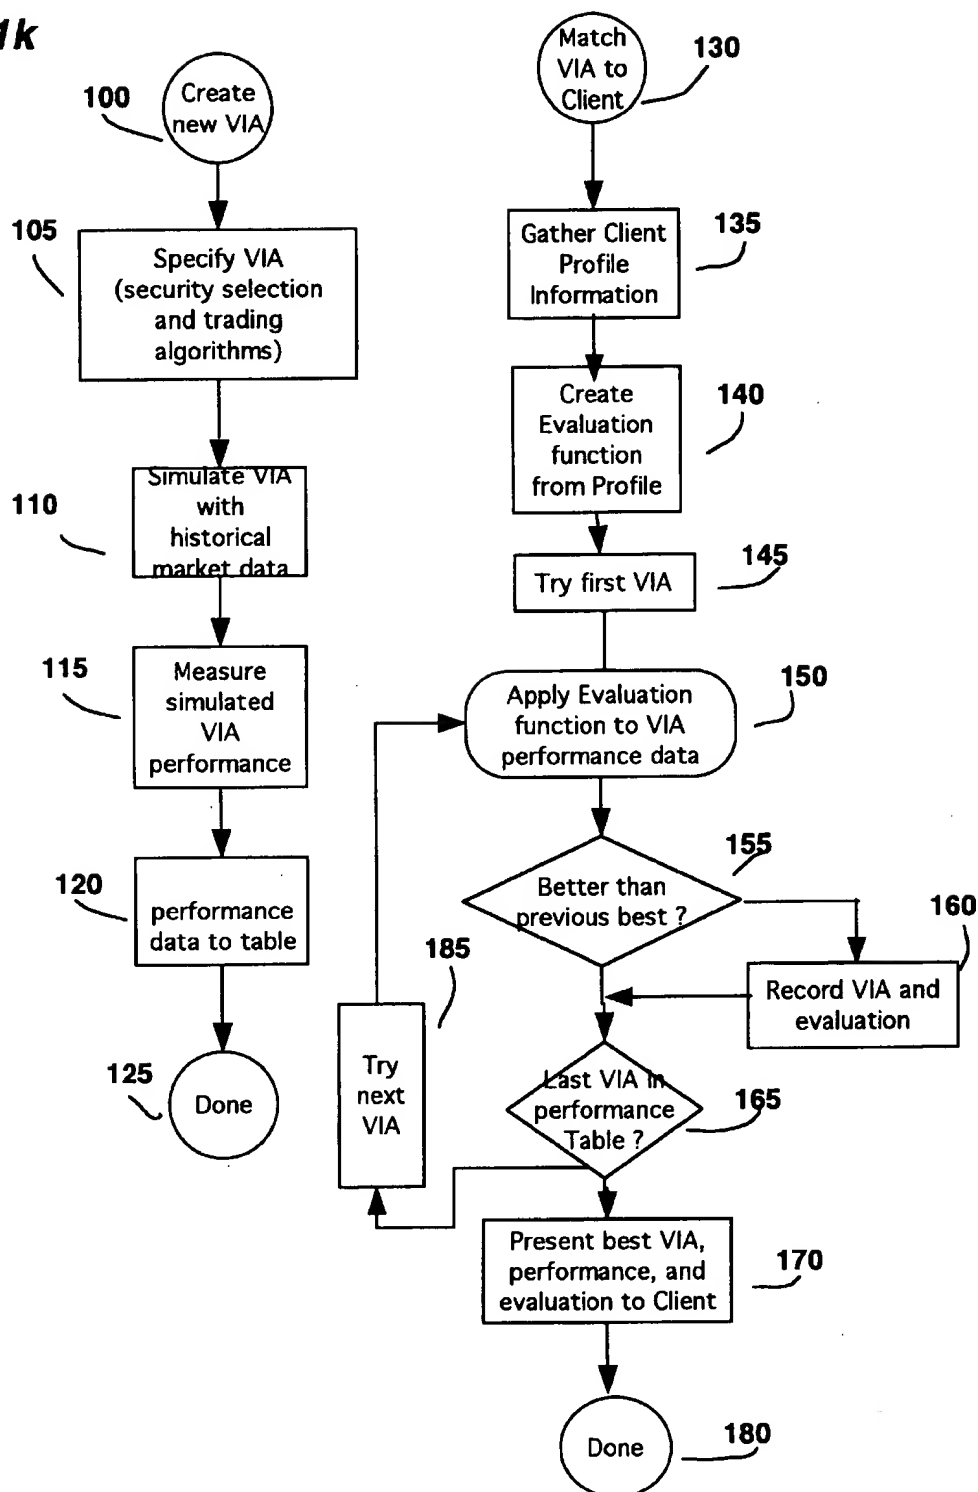 1k
100
Create
new VIA
105
Specify VIA
(security selection
and trading
algorithms)
110
Simulate VIA
with
historical
market data
115
Measure
simulated
VIA
performance
120
performance
data to table
125
Done
130
Match
VIA to
Client
135
Gather Client
Profile
Information
140
Create
Evaluation
function
from Profile
145
Try first VIA
150
Apply Evaluation
function to VIA
performance data
155
Better than
previous best ?
160
Record VIA and
evaluation
185
Try
next
VIA
165
Last VIA in
performance
Table ?
170
Present best VIA,
performance, and
evaluation to Client
180
Done